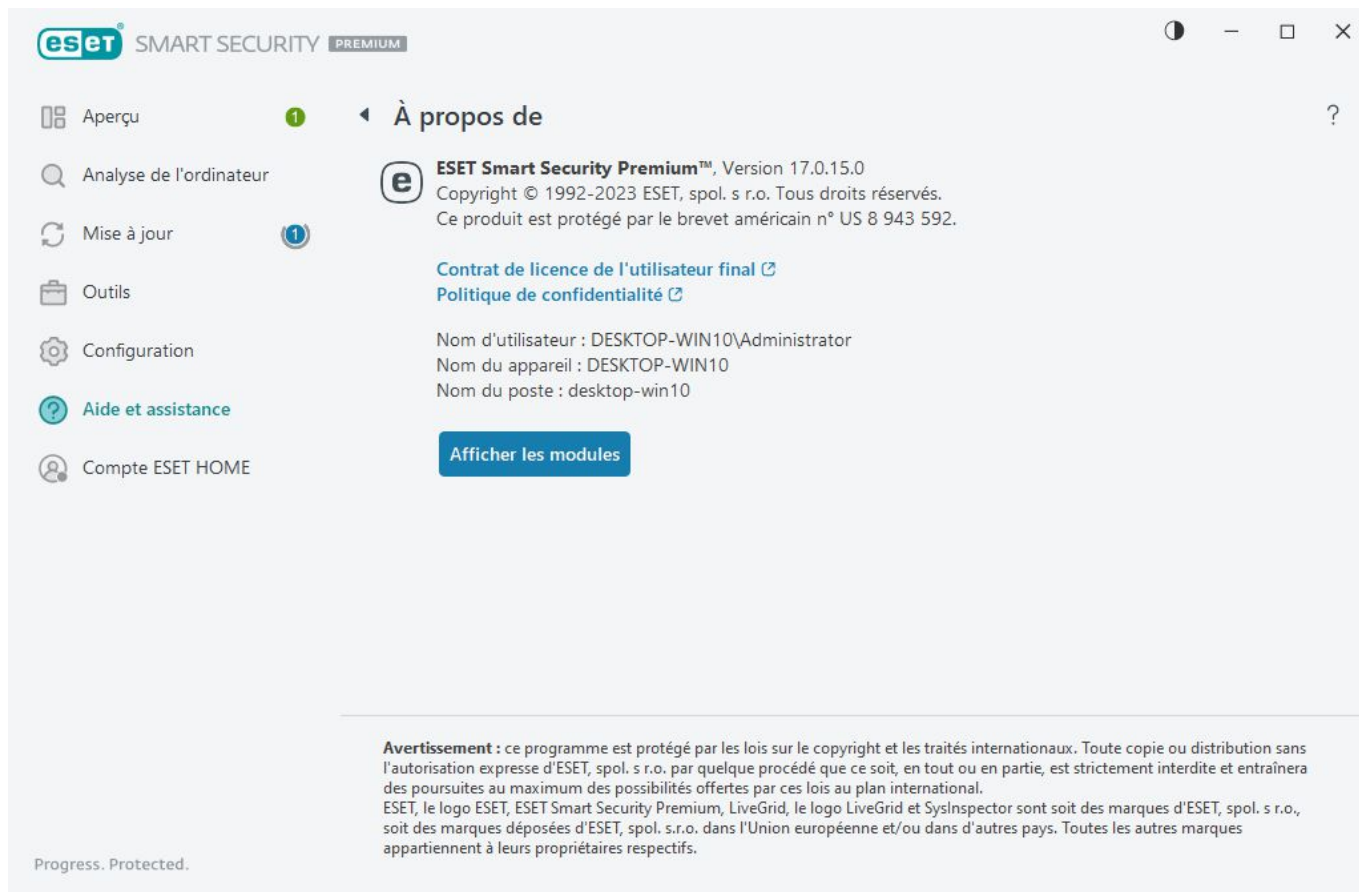 eseT® SMART SECURITY PREMIUM
Aperçu 1
Analyse de l'ordinateur
Mise à jour 1
Outils
Configuration
Aide et assistance
Compte ESET HOME
Progress. Protected.
À propos de ?
e
ESET Smart Security Premium™, Version 17.0.15.0
Copyright © 1992-2023 ESET, spol. s r.o. Tous droits réservés.
Ce produit est protégé par le brevet américain n° US 8 943 592.
Contrat de licence de l'utilisateur final
Politique de confidentialité
Nom d'utilisateur : DESKTOP-WIN10\Administrator
Nom du appareil : DESKTOP-WIN10
Nom du poste : desktop-win10
Afficher les modules
Avertissement : ce programme est protégé par les lois sur le copyright et les traités internationaux. Toute copie ou distribution sans
l'autorisation expresse d'ESET, spol. s r.o. par quelque procédé que ce soit, en tout ou en partie, est strictement interdite et entraînera
des poursuites au maximum des possibilités offertes par ces lois au plan international.
ESET, le logo ESET, ESET Smart Security Premium, LiveGrid, le logo LiveGrid et SysInspector sont soit des marques d'ESET, spol. s r.o.,
soit des marques déposées d'ESET, spol. s.r.o. dans l'Union européenne et/ou dans d'autres pays. Toutes les autres marques
appartiennent à leurs propriétaires respectifs.